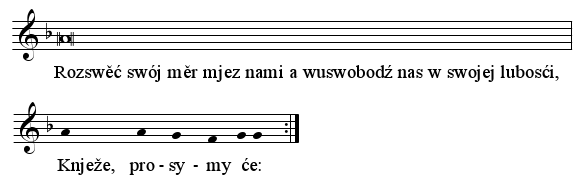 Rozswěć swój měr mjez nami a wuswobodź nas w swojej lubosći,
Knježe, pro - sy - my će: